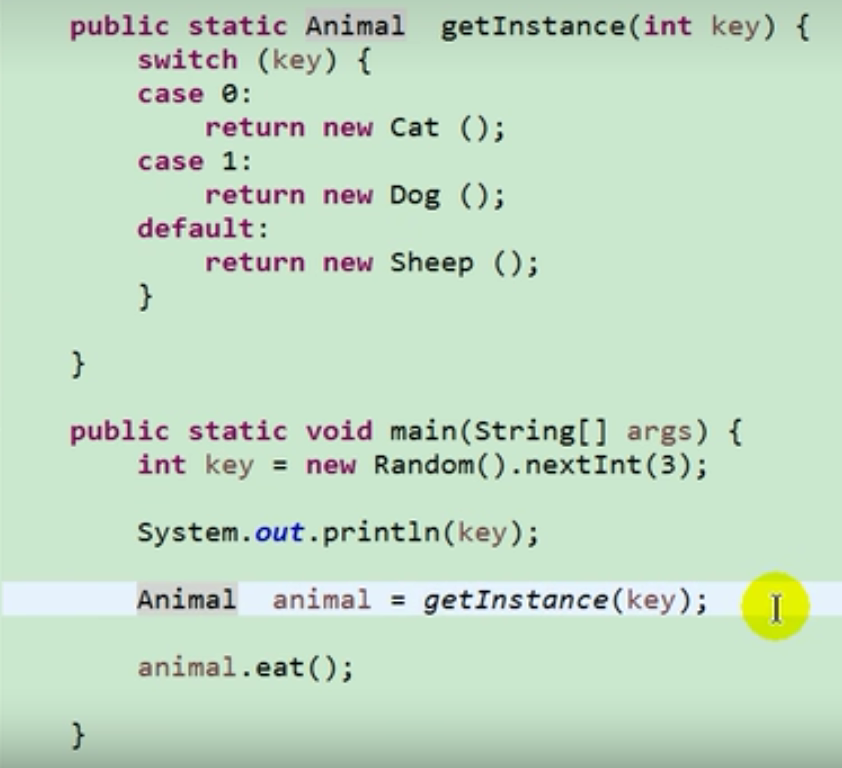 public static Animal  getInstance(int key) {
switch (key) {
case 0:
return new Cat ();
case 1:
return new Dog ();
default:
return new Sheep ();
}
}
public static void main(String[] args) {
int key = new Random().nextInt(3);
System.out.println(key);
Animal  animal = getInstance(key);
animal.eat();
}